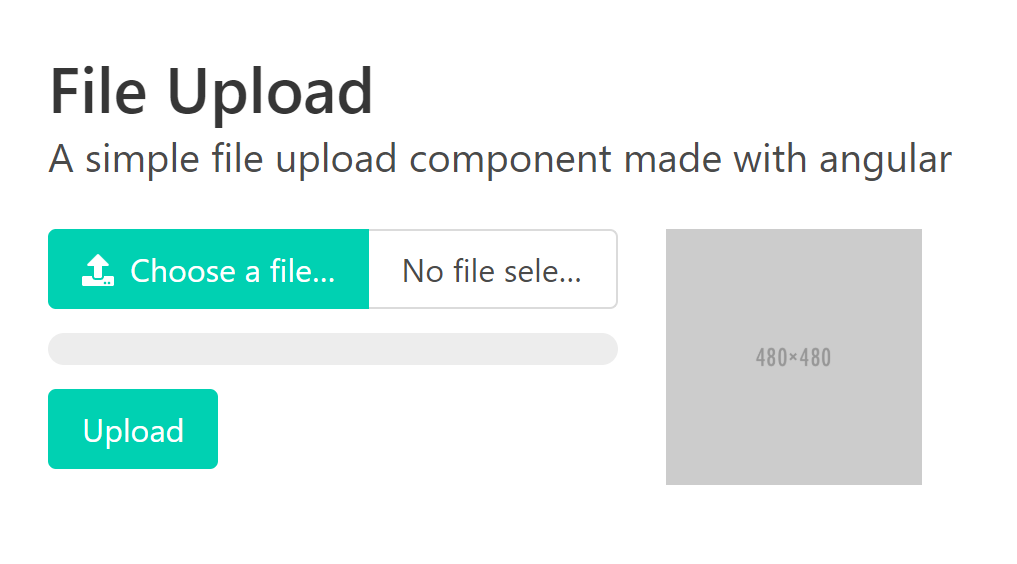 File Upload
A simple file upload component made with angular
Choose a file... No file sele...
480×480
Upload